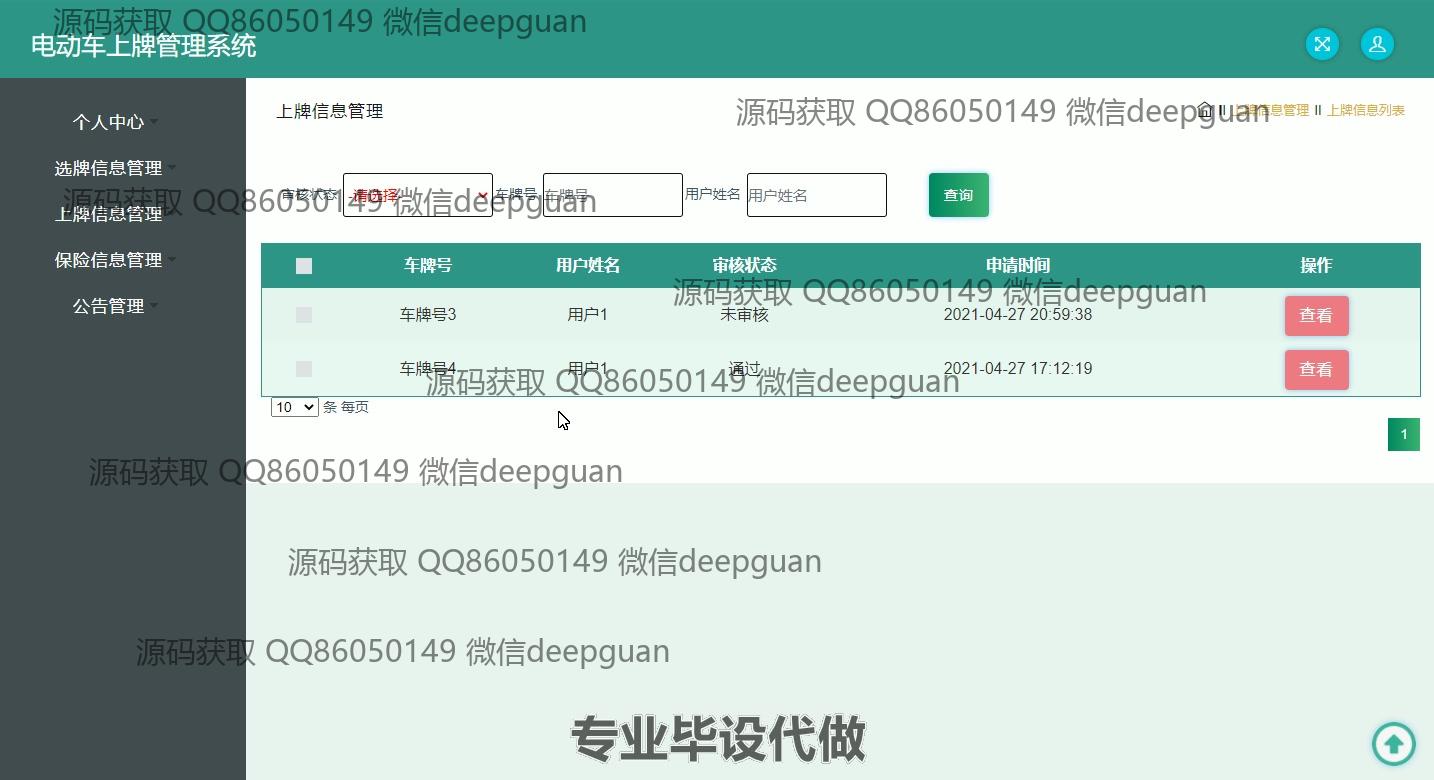 源码获取 QQ86050149 微信deepguan
电动车上牌管理系统
个人中心
选牌信息管理
上牌信息管理
保险信息管理
公告管理
上牌信息管理
源码获取 QQ86050149 微信deepguan
上牌信息管理 上牌信息列表
审核状态 -请选择- 车牌号 车牌号 用户姓名 用户姓名 查询
源码获取 QQ86050149 微信deepguan
车牌号 用户姓名 审核状态 申请时间 操作
源码获取 QQ86050149 微信deepguan
车牌号3 用户1 未审核 2021-04-27 20:59:38 查看
车牌号4 用户1 通过 2021-04-27 17:12:19 查看
源码获取 QQ86050149 微信deepguan
10 条 每页
1
源码获取 QQ86050149 微信deepguan
源码获取 QQ86050149 微信deepguan
源码获取 QQ86050149 微信deepguan
专业毕设代做